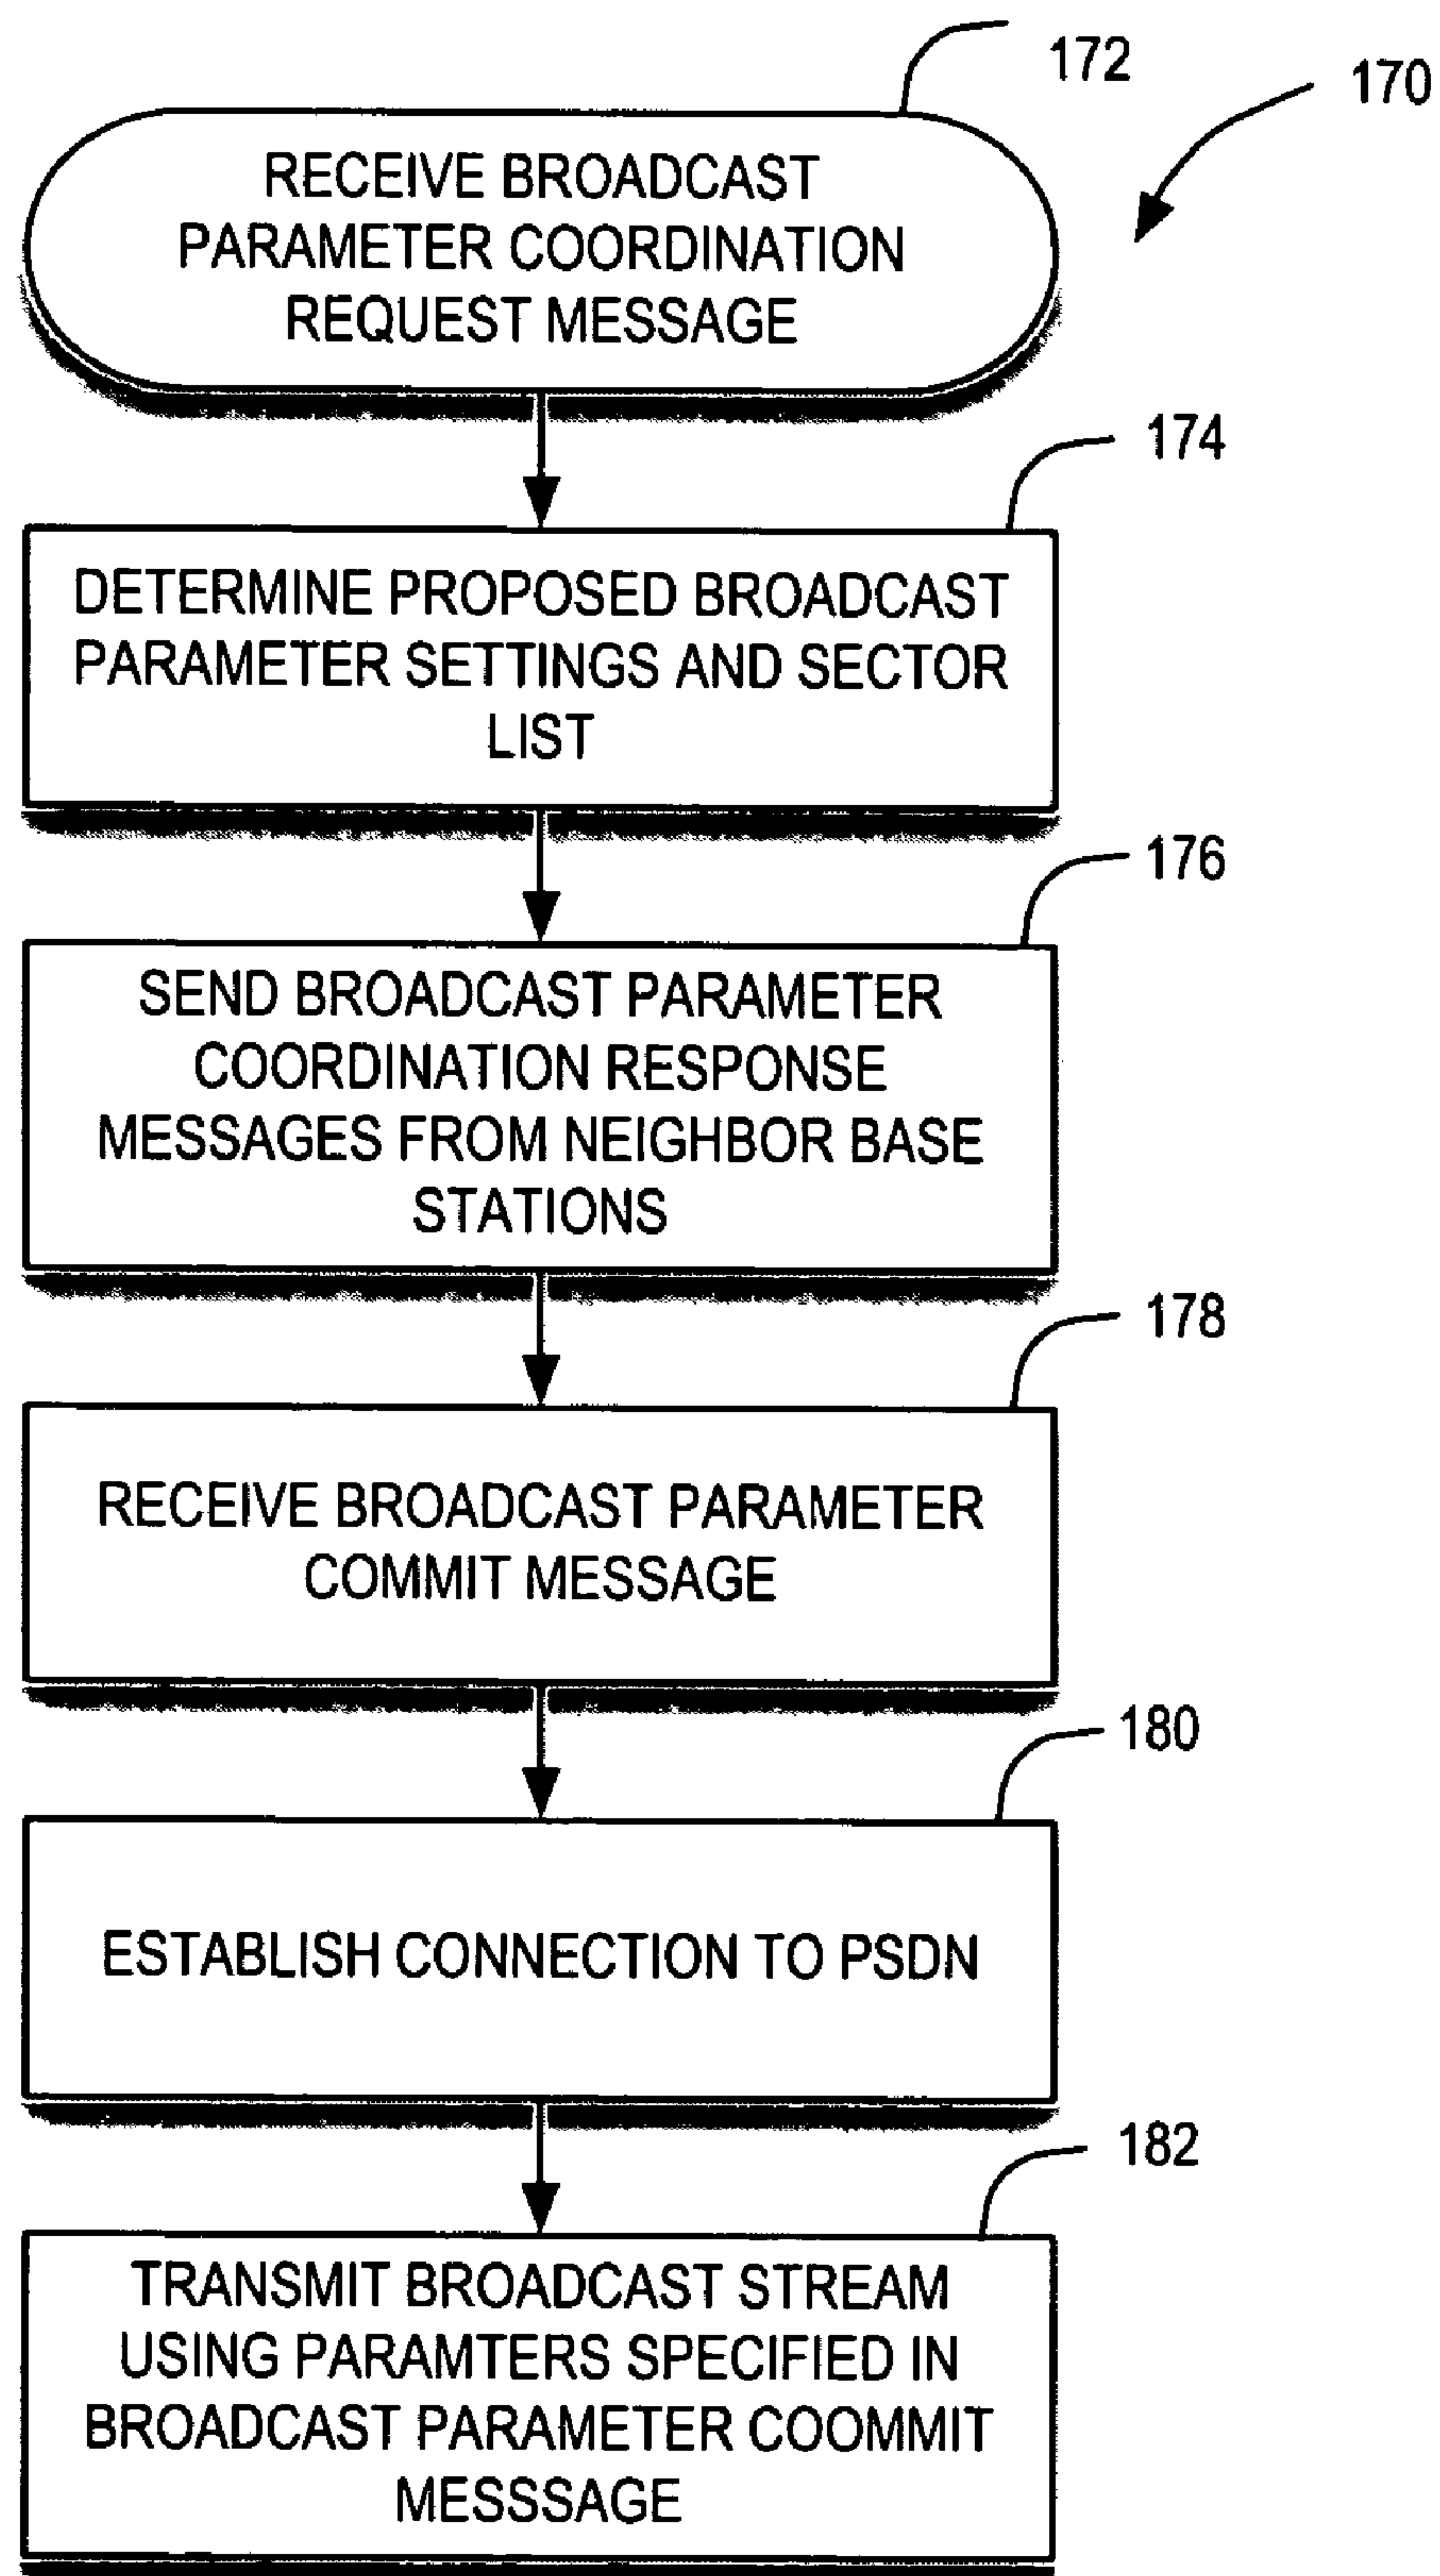 172
170
RECEIVE BROADCAST
PARAMETER COORDINATION
REQUEST MESSAGE
174
DETERMINE PROPOSED BROADCAST
PARAMETER SETTINGS AND SECTOR
LIST
176
SEND BROADCAST PARAMETER
COORDINATION RESPONSE
MESSAGES FROM NEIGHBOR BASE
STATIONS
178
RECEIVE BROADCAST PARAMETER
COMMIT MESSAGE
180
ESTABLISH CONNECTION TO PSDN
182
TRANSMIT BROADCAST STREAM
USING PARAMTERS SPECIFIED IN
BROADCAST PARAMETER COOMMIT
MESSSAGE